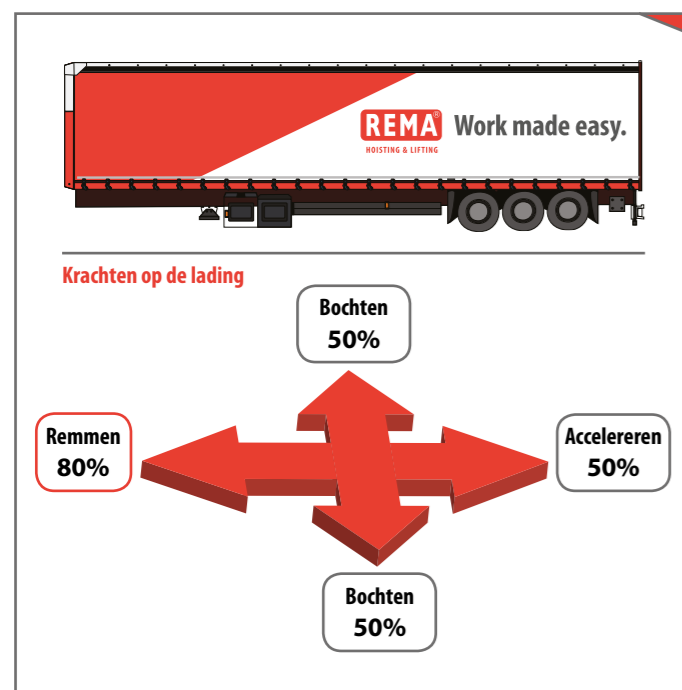 REMA®
HOISTING & LIFTING
Work made easy.
Krachten op de lading
Bochten
50%
Remmen
80%
Accelereren
50%
Bochten
50%